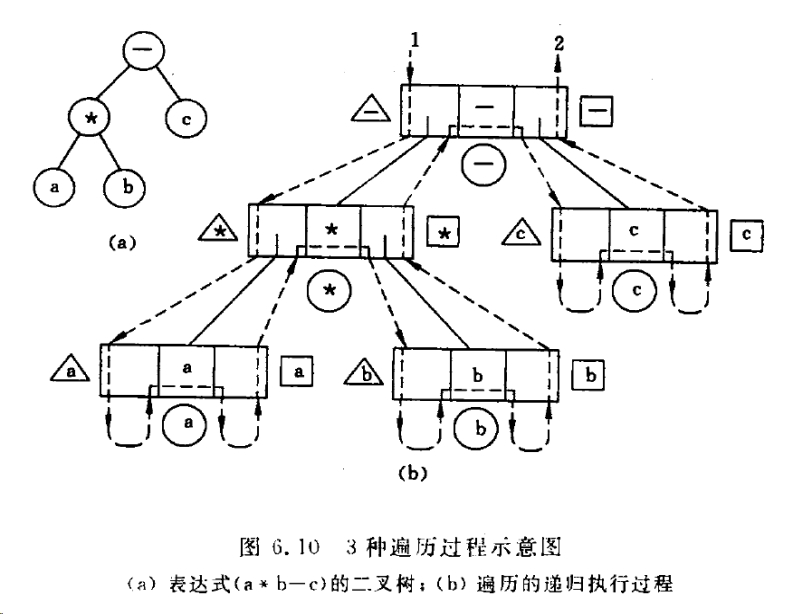 —
*
c
a
b
(a)
1
2
— — —
—
* * *
*
c c c
c
a a a
a
b b b
b
(b)
图 6.10 3 种遍历过程示意图
(a) 表达式(a * b—c)的二叉树；(b) 遍历的递归执行过程